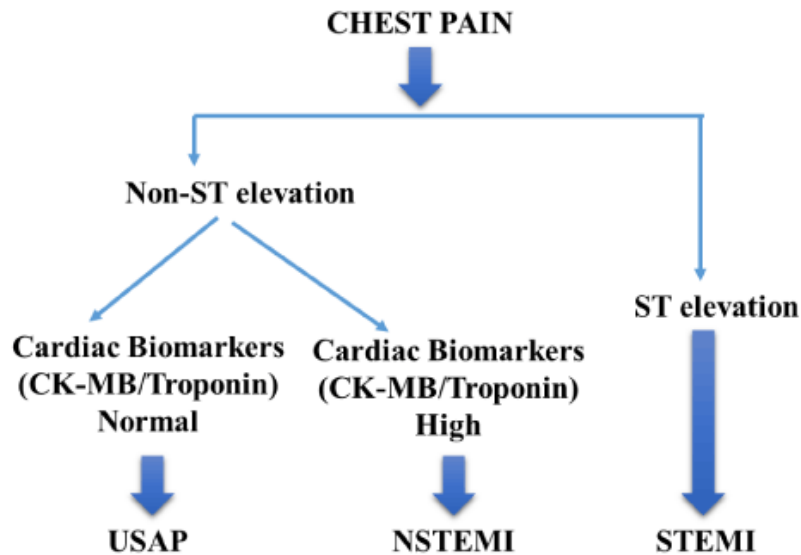 CHEST PAIN
Non-ST elevation
ST elevation
Cardiac Biomarkers
(CK-MB/Troponin)
Normal
Cardiac Biomarkers
(CK-MB/Troponin)
High
USAP
NSTEMI
STEMI